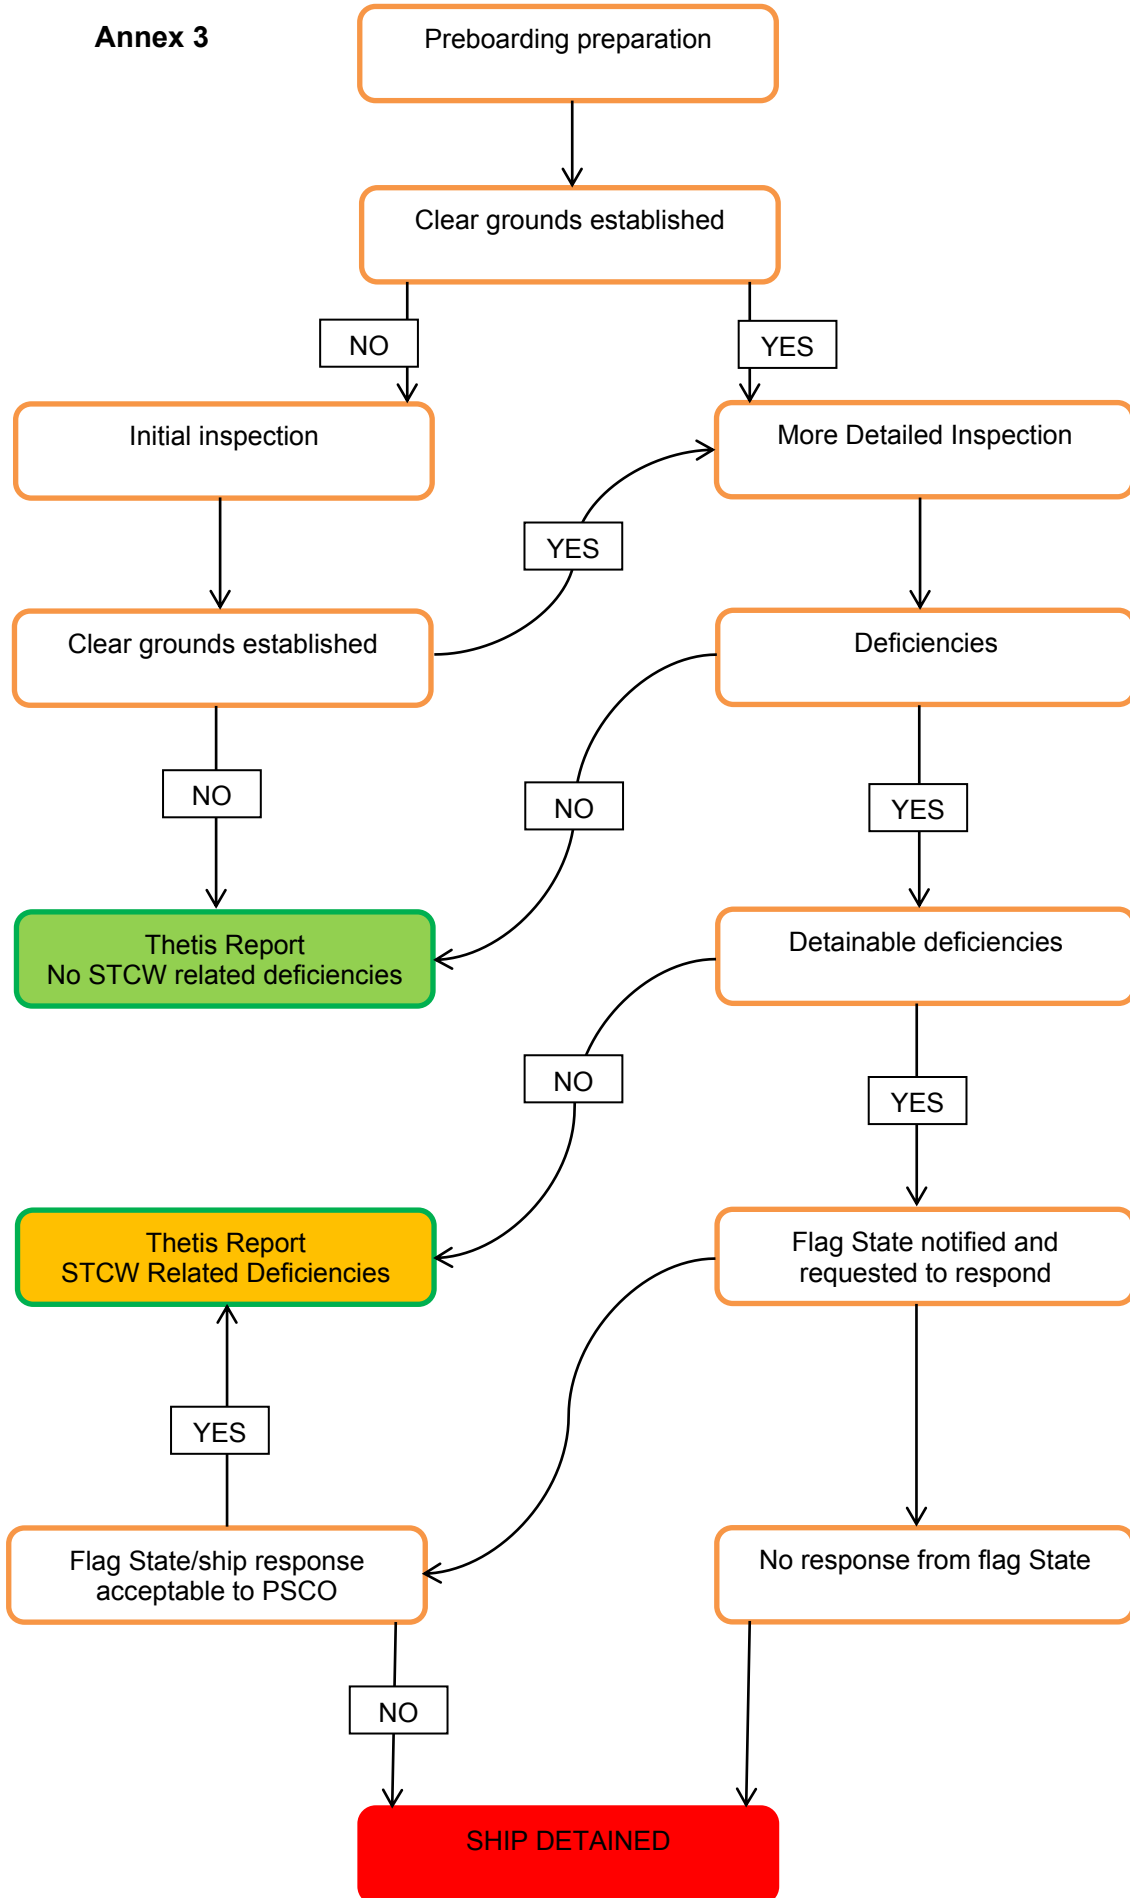 Annex 3
Preboarding preparation
Clear grounds established
NO
YES
Initial inspection
More Detailed Inspection
YES
Clear grounds established
Deficiencies
NO
NO
YES
Thetis Report
No STCW related deficiencies
Detainable deficiencies
NO
YES
Thetis Report
STCW Related Deficiencies
Flag State notified and
requested to respond
YES
Flag State/ship response
acceptable to PSCO
No response from flag State
NO
SHIP DETAINED